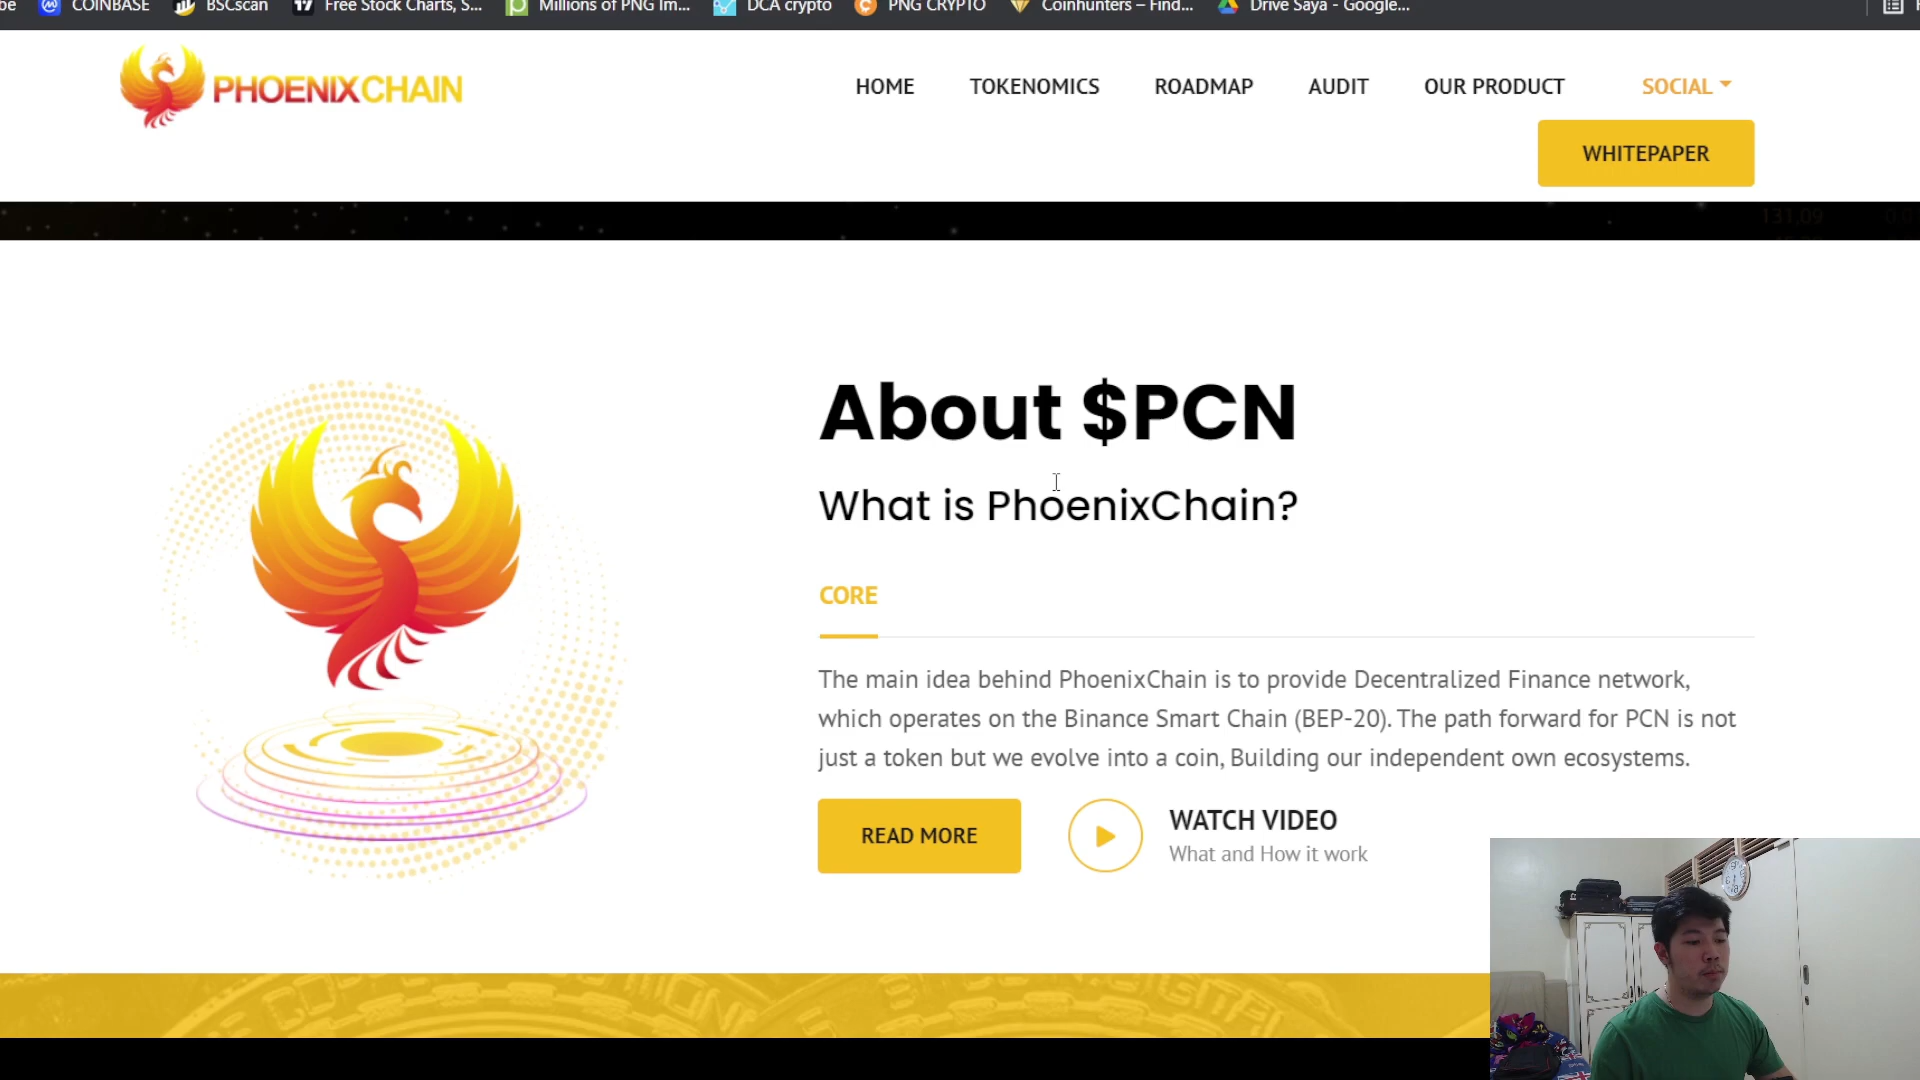 COINBASE BSCscan Free Stock Charts, S... Millions of PNG Im... DCA crypto PNG CRYPTO Coinhunters – Find... Drive Saya - Google...
PHOENIXCHAIN
HOME TOKENOMICS ROADMAP AUDIT OUR PRODUCT SOCIAL
WHITEPAPER
131.09
About $PCN
What is PhoenixChain?
CORE
The main idea behind PhoenixChain is to provide Decentralized Finance network,
which operates on the Binance Smart Chain (BEP-20). The path forward for PCN is not
just a token but we evolve into a coin, Building our independent own ecosystems.
READ MORE
WATCH VIDEO
What and How it work